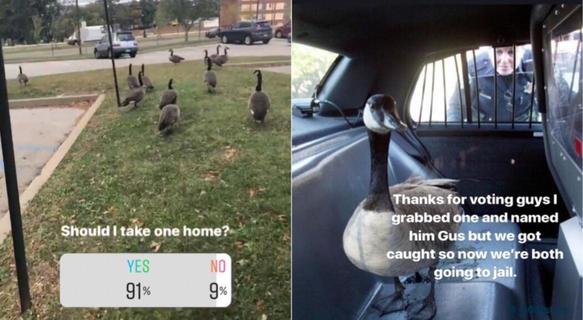 Should I take one home?
YES NO
91% 9%
Thanks for voting guys I
grabbed one and named
him Gus but we got
caught so now we're both
going to jail.